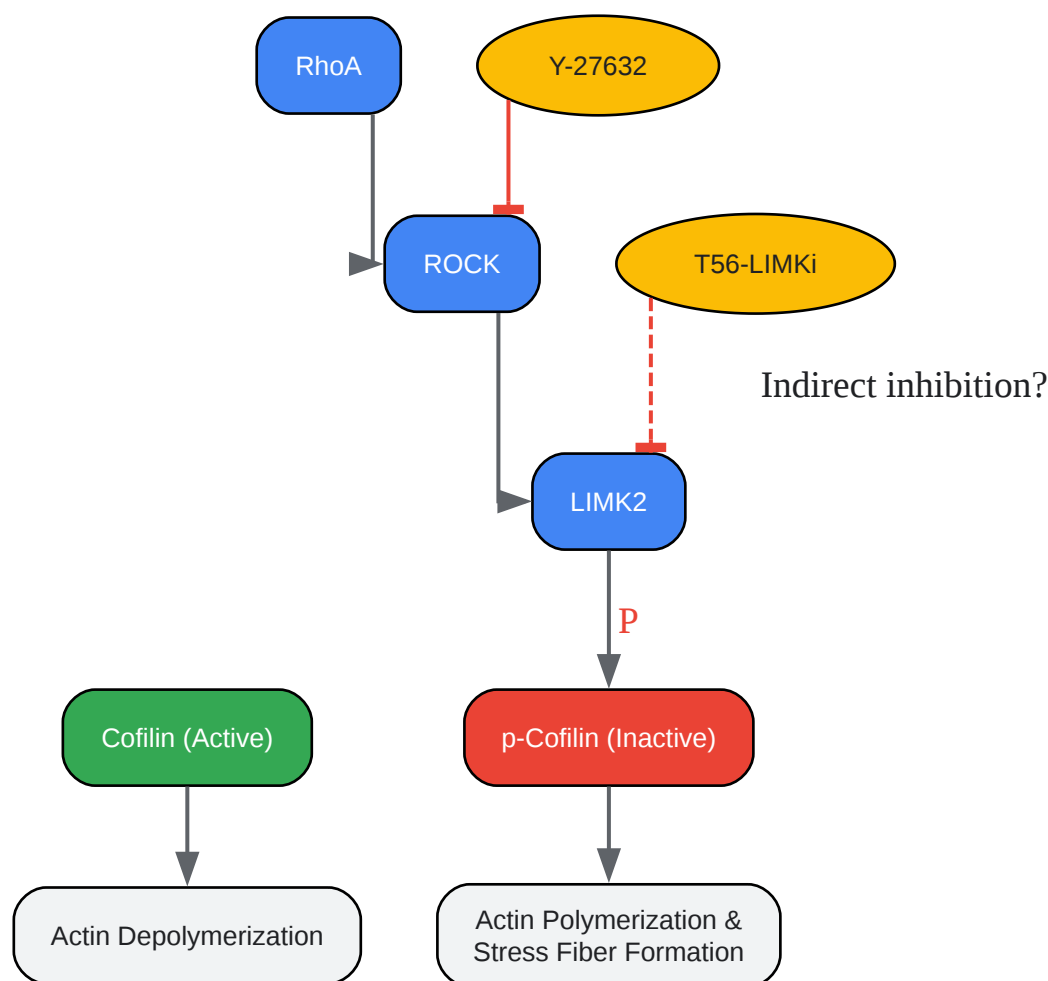 RhoA
Y-27632
ROCK
T56-LIMKi
Indirect inhibition?
LIMK2
P
Cofilin (Active)
p-Cofilin (Inactive)
Actin Depolymerization
Actin Polymerization &
Stress Fiber Formation